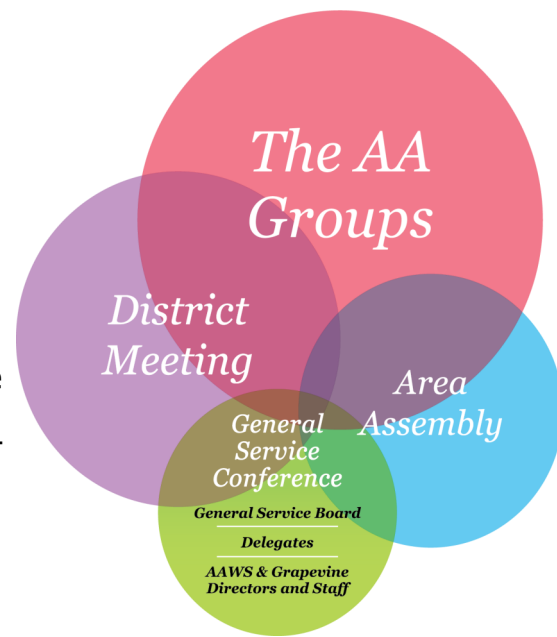 The AA
Groups
District
Meeting
Area
Assembly
General
Service
Conference
General Service Board
Delegates
AAWS & Grapevine
Directors and Staff